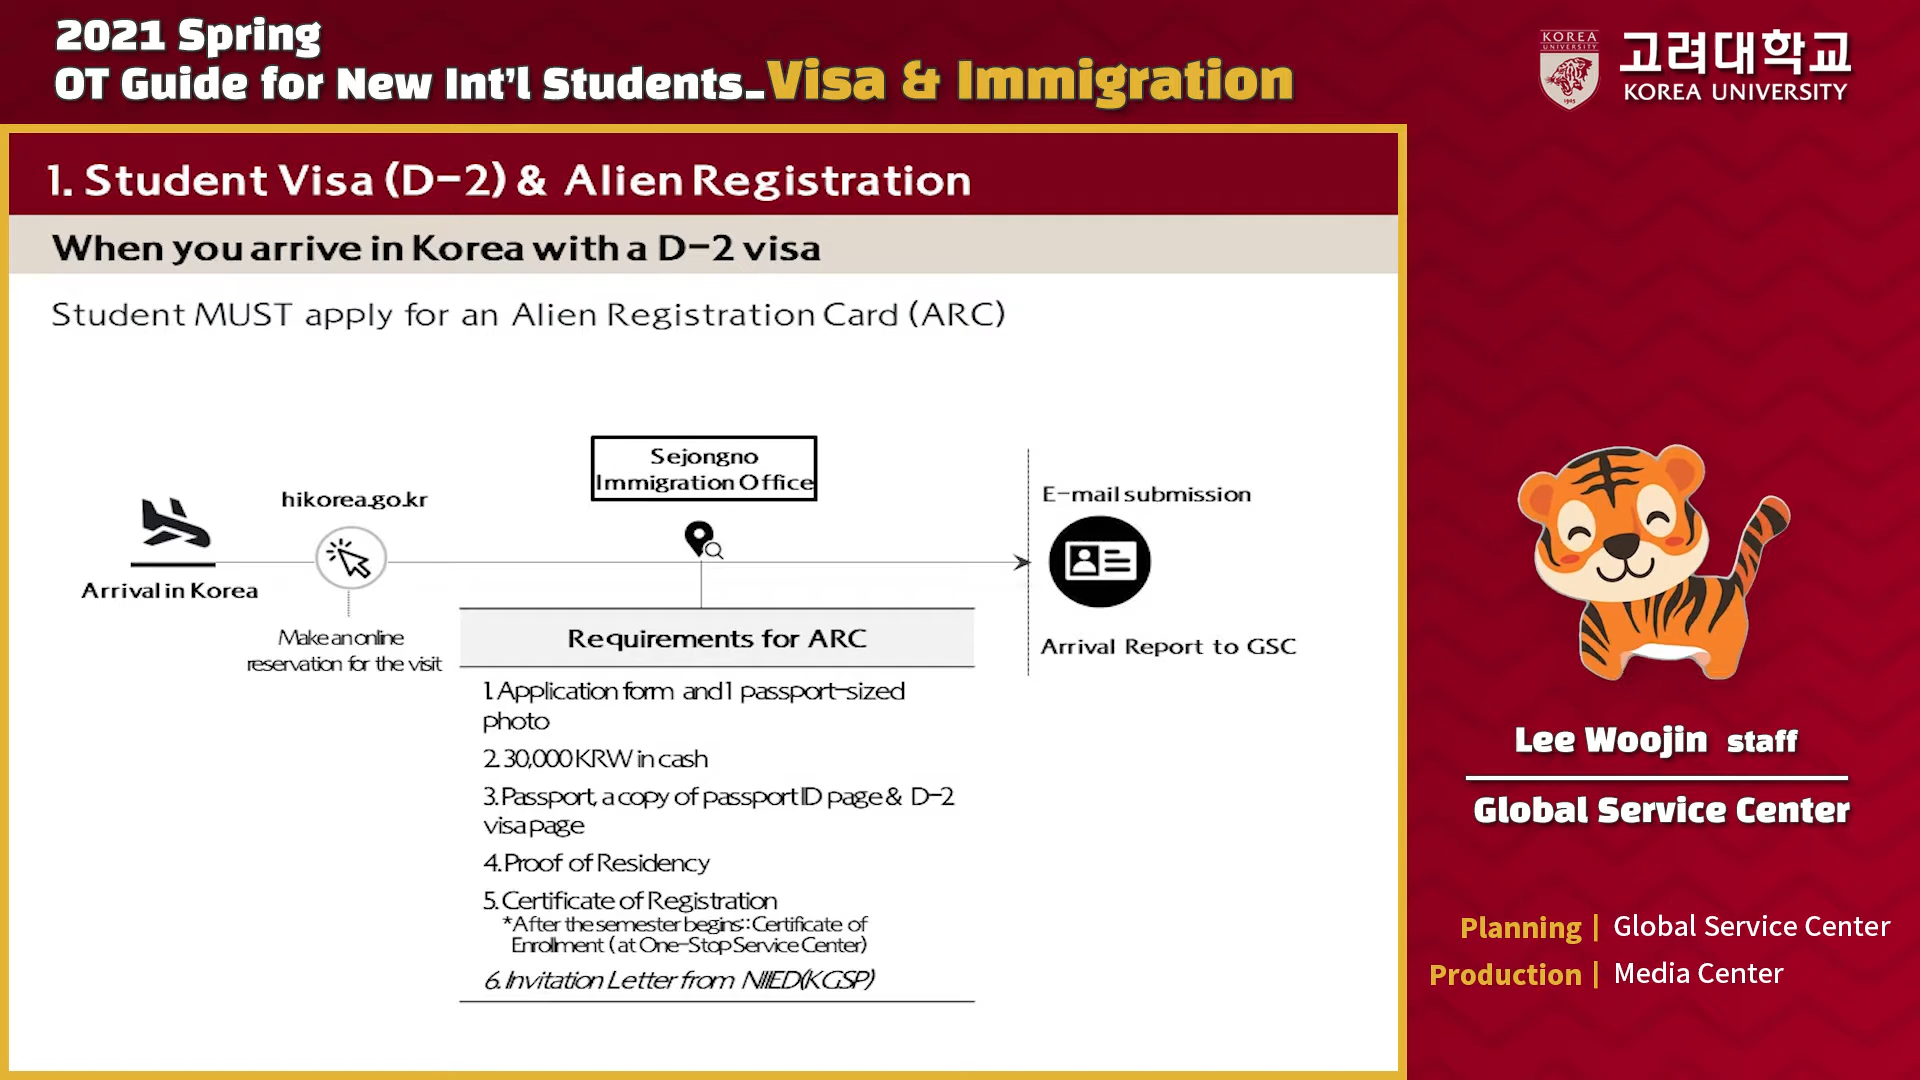 2021 Spring
OT Guide for New Int'l Students_Visa & Immigration
KOREA
UNIVERSITY
1905
고려대학교
KOREA UNIVERSITY
1. Student Visa (D-2) & Alien Registration
When you arrive in Korea with a D-2 visa
Student MUST apply for an Alien Registration Card (ARC)
Arrival in Korea
hikorea.go.kr
Make an online
reservation for the visit
Sejongno
Immigration Office
E-mail submission
Arrival Report to GSC
Requirements for ARC
1. Application form and 1 passport-sized
photo
2. 30,000 KRW in cash
3. Passport, a copy of passport ID page & D-2
visa page
4. Proof of Residency
5. Certificate of Registration
*After the semester begins: : Certificate of
Enrollment ( at One-Stop Service Center)
6. Invitation Letter from NIIED(KGSP)
Lee Woojin staff
Global Service Center
Planning | Global Service Center
Production | Media Center